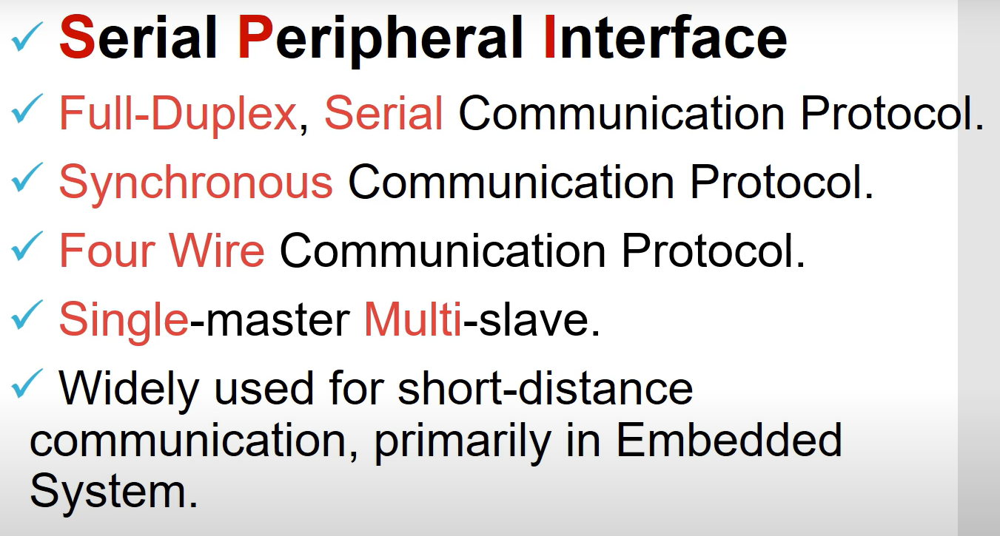 Serial Peripheral Interface
Full-Duplex, Serial Communication Protocol.
Synchronous Communication Protocol.
Four Wire Communication Protocol.
Single-master Multi-slave.
Widely used for short-distance
communication, primarily in Embedded
System.